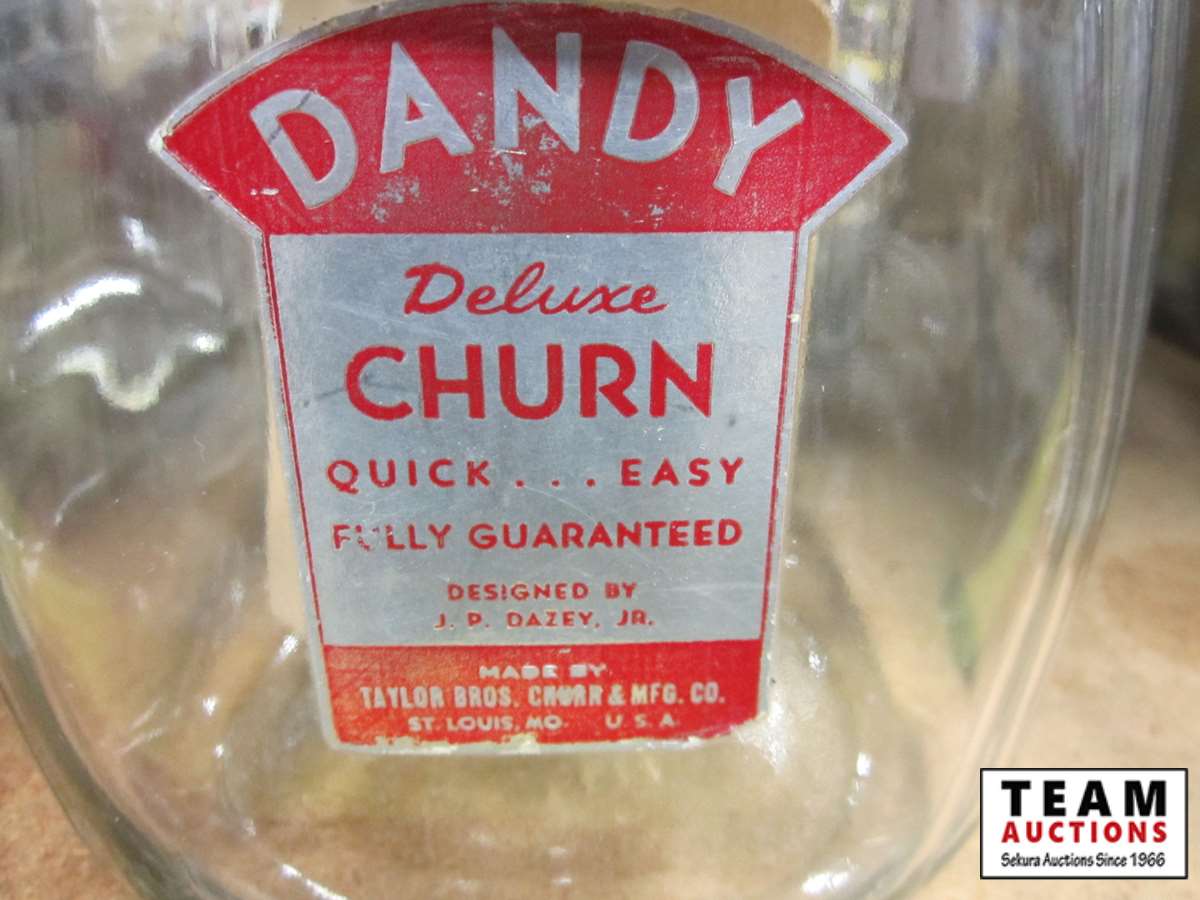 DANDY
Deluxe
CHURN
QUICK . . . EASY
FULLY GUARANTEED
DESIGNED BY
J. P. DAZEY, JR.
MADE BY
TAYLOR BROS. CHURN & MFG. CO.
ST. LOUIS, MO. U. S. A.
TEAM
AUCTIONS
Sekura Auctions Since 1966